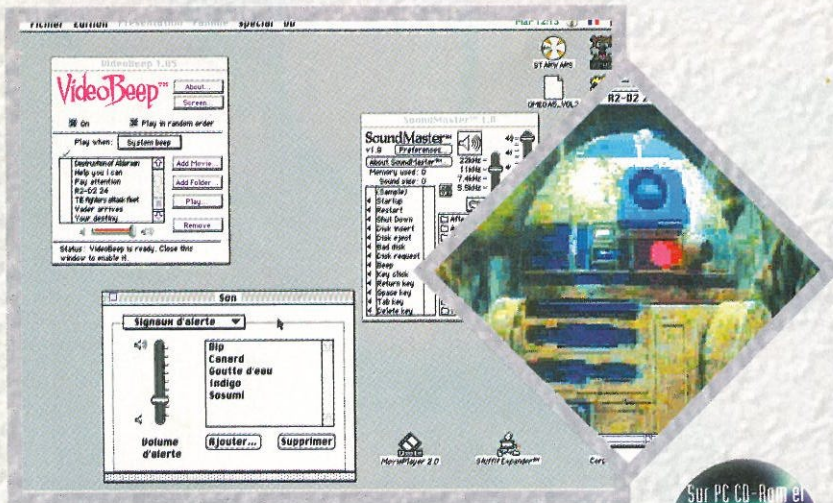 Fichier Edition Présentation Finder Spécial
Mar 12:13
STARWARS
OMEGAS_VOL?
VideoBeep 1.05
VideoBeep™
About...
Screen...
On
Play in random order
Play when: System beep
Destruction of Alderaan
Help you I can
Pay attention
R2-D2 24
TIE fighters attack fleet
Vader arrives
Your destiny
Add Movie...
Add Folder...
Play...
Remove
Status: VideoBeep is ready. Close this
window to enable it.
SoundMaster™ 1.8
SoundMaster™
v1.8 Preferences...
About SoundMaster™
Memory used: 0
Sound size: 0
22kHz
11kHz
7.4kHz
5.5kHz
(Sample)
Startup
Restart
Shut Down
Disk insert
Disk eject
Bad disk
Disk request
Beep
Key click
Return key
Space key
Tab key
Delete key
R2-D2 2
Son
Signaux d'alerte
Bip
Canard
Goutte d'eau
Indigo
Sosumi
Volume
d'alerte
Ajouter...
Supprimer
MoviePlayer 2.0
StuffIt Expander™
Sur PC CD-Rom et